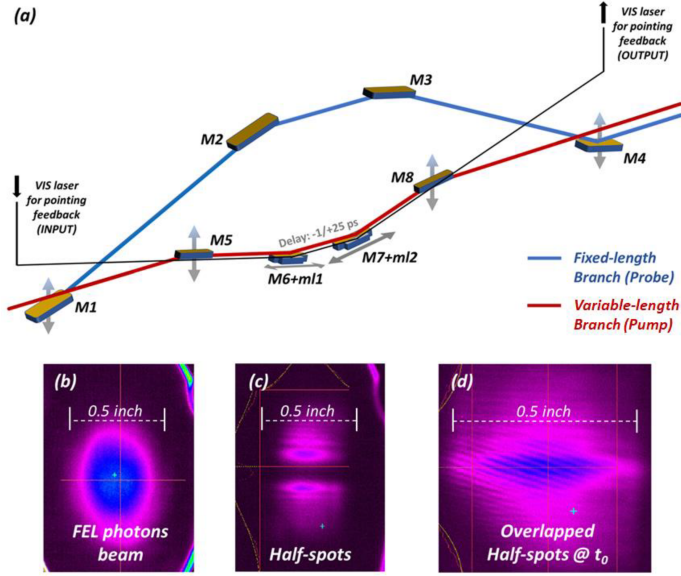 (a)
VIS laser
for pointing
feedback
(OUTPUT)
M3
M2
M4
M8
VIS laser
for pointing
feedback
(INPUT)
Delay: -1/+25 ps
M5
M7+ml2
M6+ml1
M1
Fixed-length
Branch (Probe)
Variable-length
Branch (Pump)
(b)
0.5 inch
FEL photons
beam
(c)
0.5 inch
Half-spots
(d)
0.5 inch
Overlapped
Half-spots @ t0